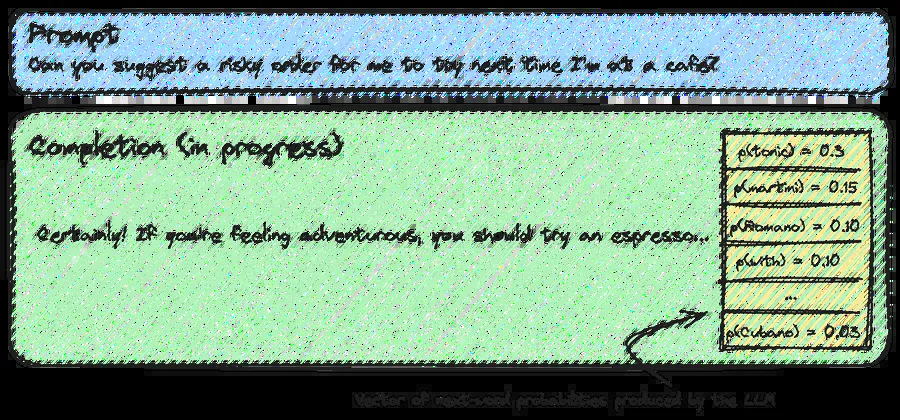 Prompt
Can you suggest a risky order for me to try next time I'm at a cafe?
Completion (in progress)
Certainly! If you're feeling adventurous, you should try an espresso...
p(tonic) = 0.3
p(martini) = 0.15
p(Romano) = 0.10
p(with) = 0.10
...
p(Cubano) = 0.03
Vector of next-word probabilities produced by the LLM